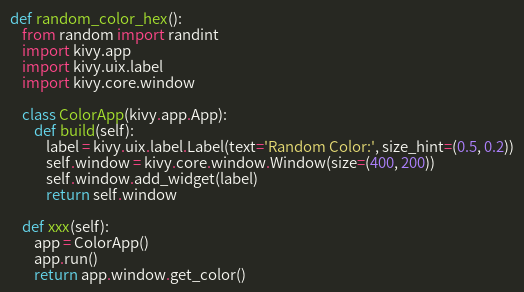 def random_color_hex():
    from random import randint
    import kivy.app
    import kivy.uix.label
    import kivy.core.window

    class ColorApp(kivy.app.App):
        def build(self):
            label = kivy.uix.label.Label(text='Random Color:', size_hint=(0.5, 0.2))
            self.window = kivy.core.window.Window(size=(400, 200))
            self.window.add_widget(label)
            return self.window

    def xxx(self):
        app = ColorApp()
        app.run()
        return app.window.get_color()